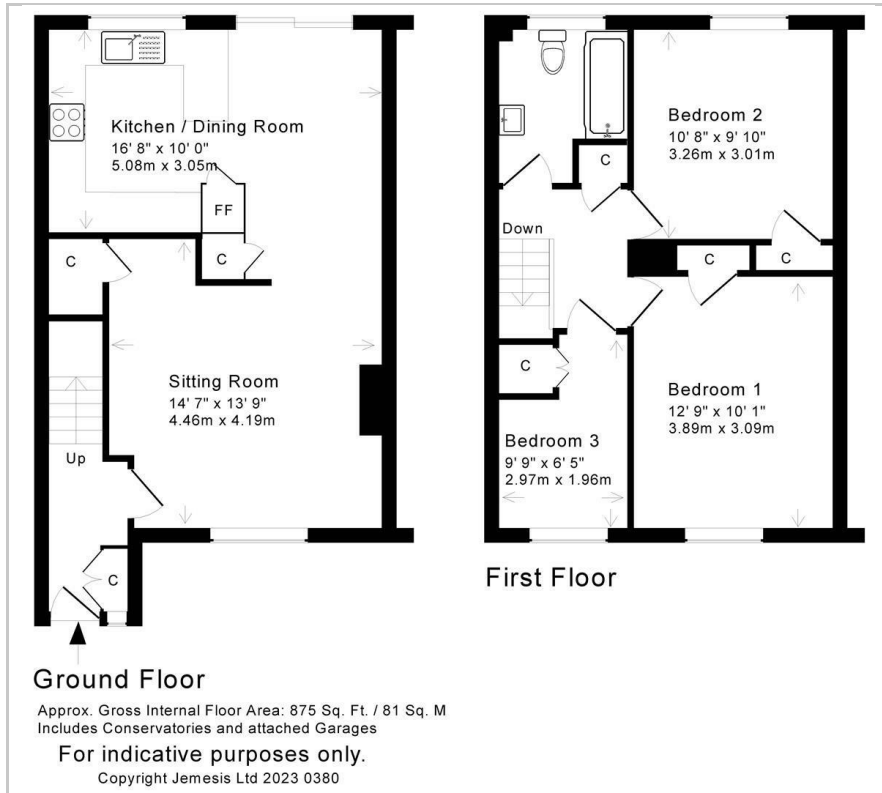 Kitchen / Dining Room
16' 8" x 10' 0"
5.08m x 3.05m
FF
C
C
Sitting Room
14' 7" x 13' 9"
4.46m x 4.19m
Up
C
Ground Floor
Approx. Gross Internal Floor Area: 875 Sq. Ft. / 81 Sq. M
Includes Conservatories and attached Garages
For indicative purposes only.
Copyright Jemesis Ltd 2023 0380
Bedroom 2
10' 8" x 9' 10"
3.26m x 3.01m
C
Down
C
C
C
Bedroom 1
12' 9" x 10' 1"
3.89m x 3.09m
Bedroom 3
9' 9" x 6' 5"
2.97m x 1.96m
First Floor